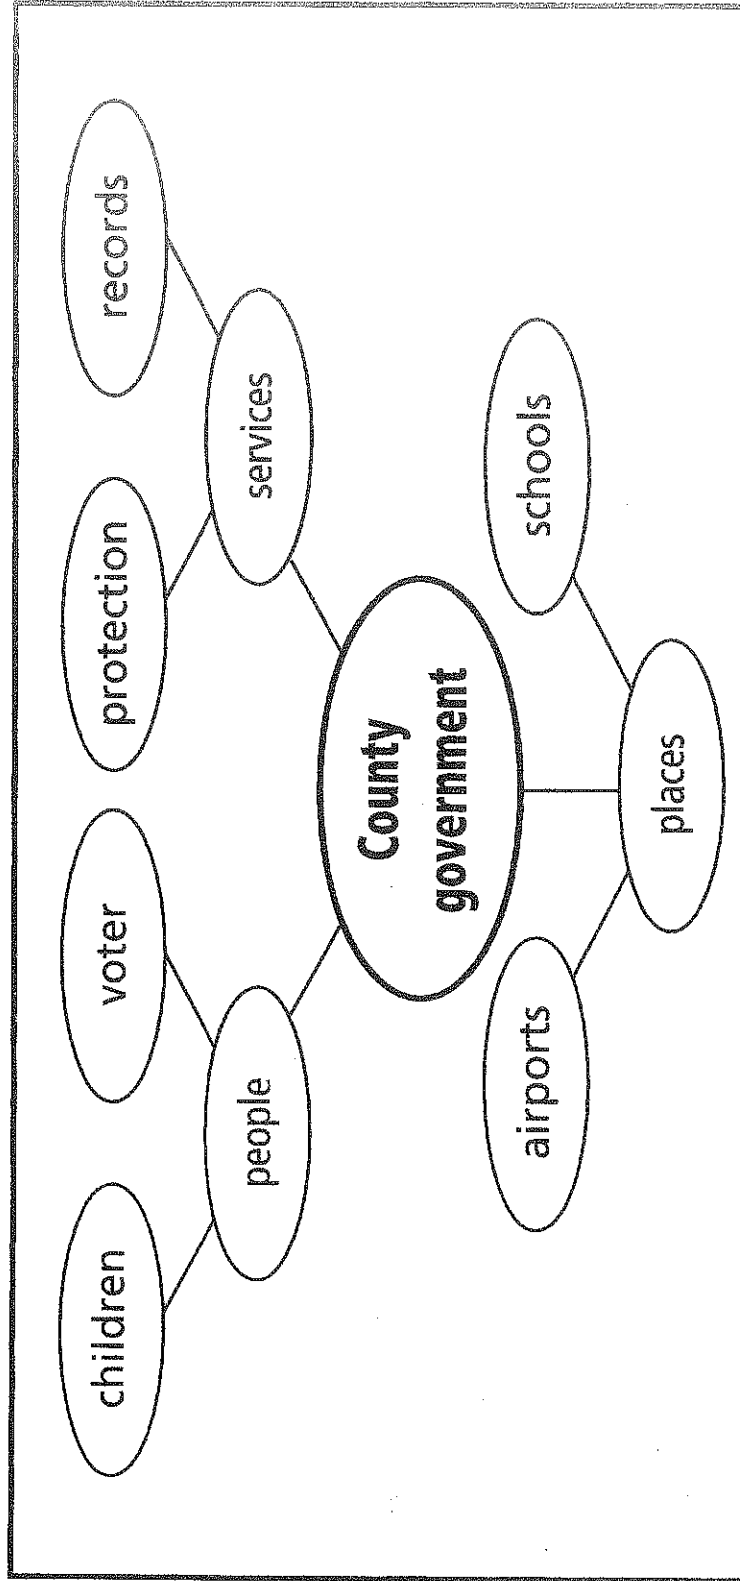 children
voter
protection
records
people
services
County
government
airports
schools
places